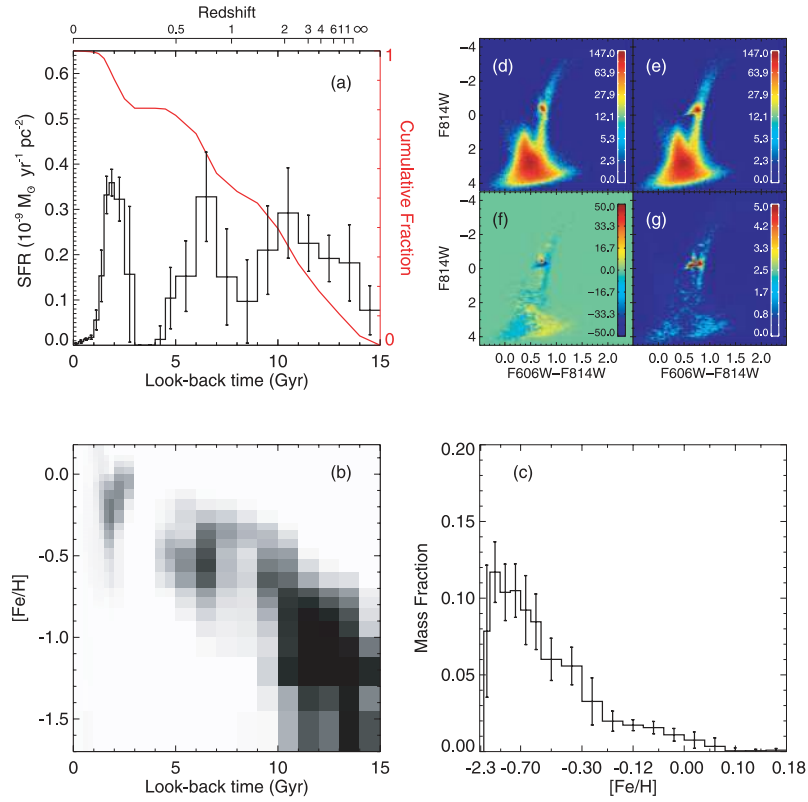 Redshift
0 0.5 1 2 3 4 6 11 ∞
(a)
0.6
0.5
0.4
0.3
0.2
0.1
0.0
SFR (10⁻⁹ M⊙ yr⁻¹ pc⁻²)
1
0
Cumulative Fraction
0 5 10 15
Look-back time (Gyr)
(d)
147.0
63.9
27.9
12.1
5.3
2.3
0.0
(e)
147.0
63.9
27.9
12.1
5.3
2.3
0.0
(f)
50.0
33.3
16.7
0.0
−16.7
−33.3
−50.0
(g)
5.0
4.0
3.2
2.4
1.8
1.2
0.0
F814W
−4
−2
0
2
4
F814W
−4
−2
0
2
4
0.0 0.5 1.0 1.5 2.0
F606W−F814W
0.0 0.5 1.0 1.5 2.0
F606W−F814W
(b)
0.0
-0.5
-1.0
-1.5
[Fe/H]
0 5 10 15
Look-back time (Gyr)
(c)
0.20
0.15
0.10
0.05
0.00
Mass Fraction
-2.3 -0.70 -0.30 0.00 0.10 0.18
[Fe/H]